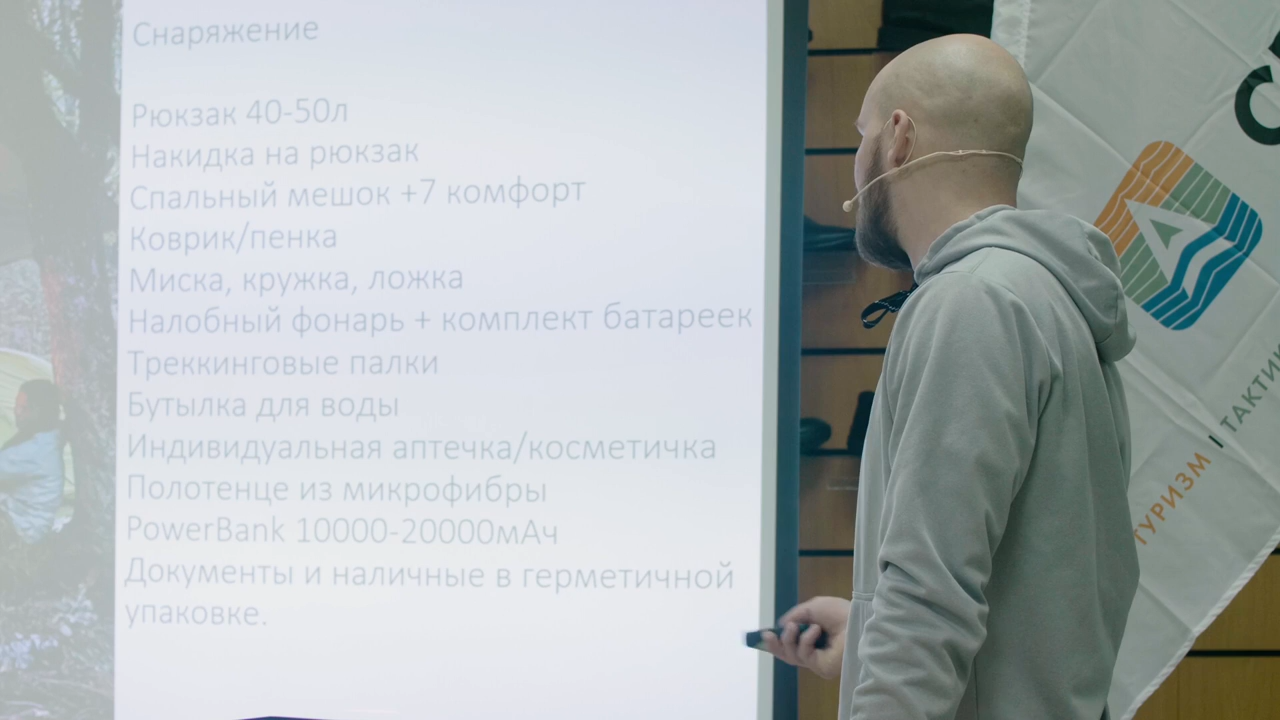 Снаряжение
Рюкзак 40-50л
Накидка на рюкзак
Спальный мешок +7 комфорт
Коврик/пенка
Миска, кружка, ложка
Налобный фонарь + комплект батареек
Треккинговые палки
Бутылка для воды
Индивидуальная аптечка/косметичка
Полотенце из микрофибры
PowerBank 10000-20000мАч
Документы и наличные в герметичной
упаковке.
ТУРИЗМ |